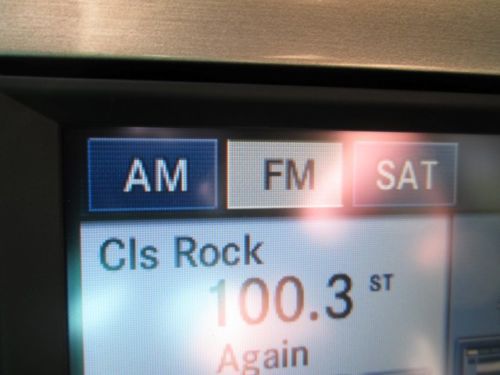 AM FM SAT
Cls Rock
100.3 ST
Again